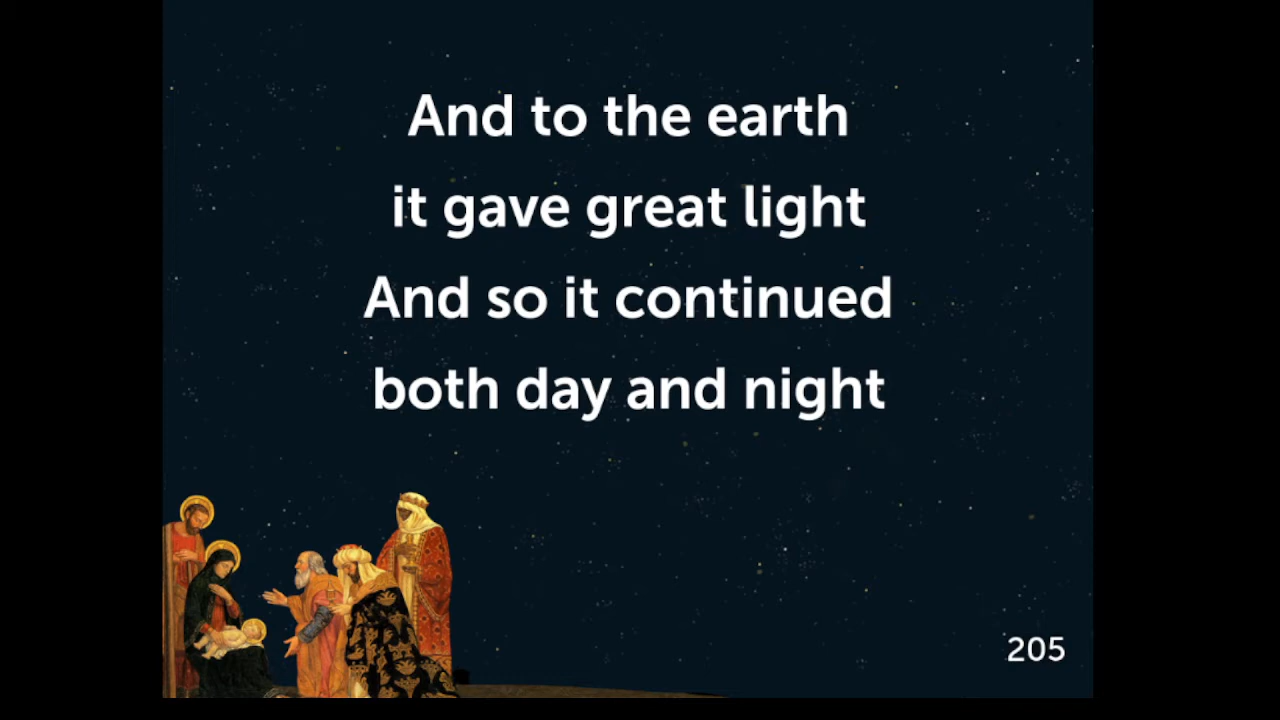 And to the earth
it gave great light
And so it continued
both day and night
205